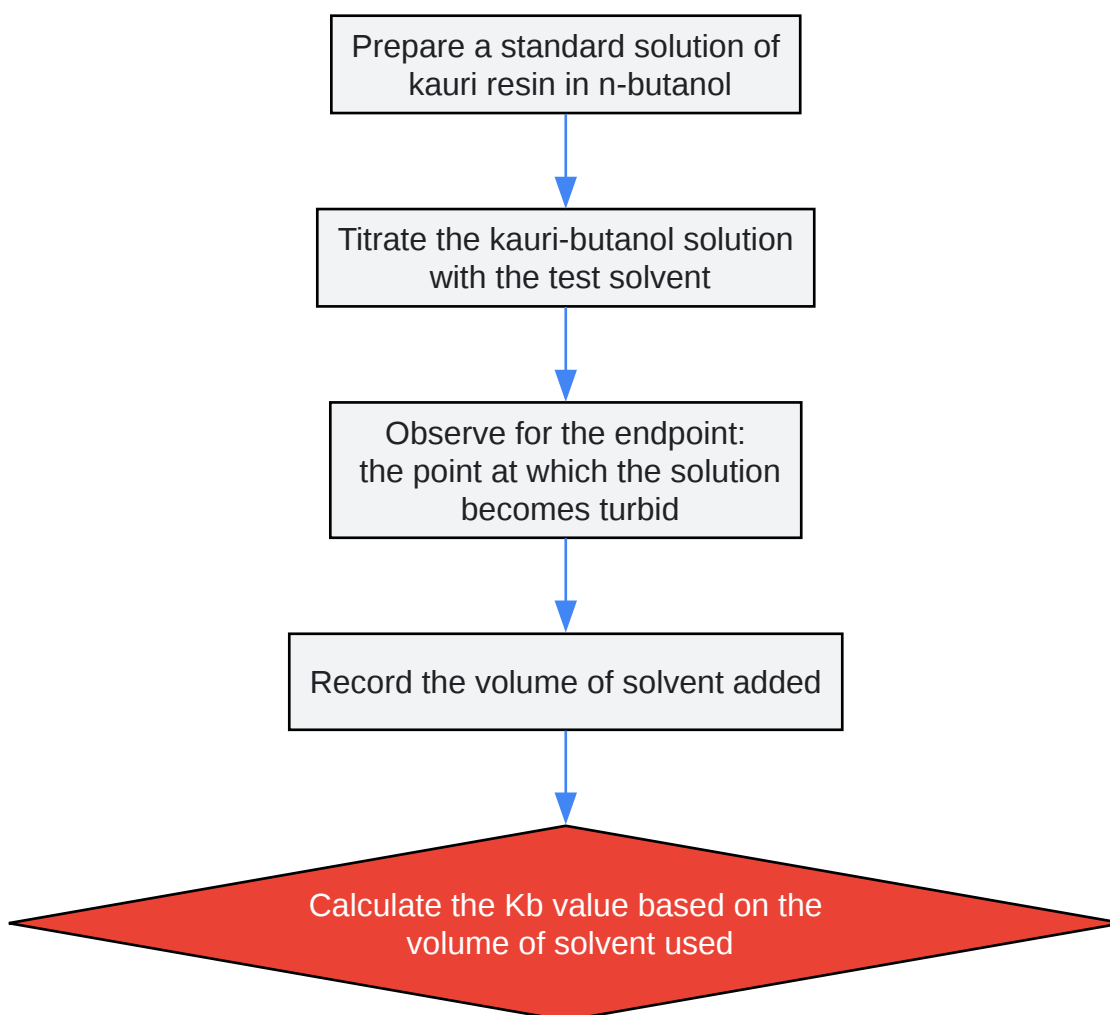 Prepare a standard solution of
kauri resin in n-butanol
Titrate the kauri-butanol solution
with the test solvent
Observe for the endpoint:
the point at which the solution
becomes turbid
Record the volume of solvent added
Calculate the Kb value based on the
volume of solvent used